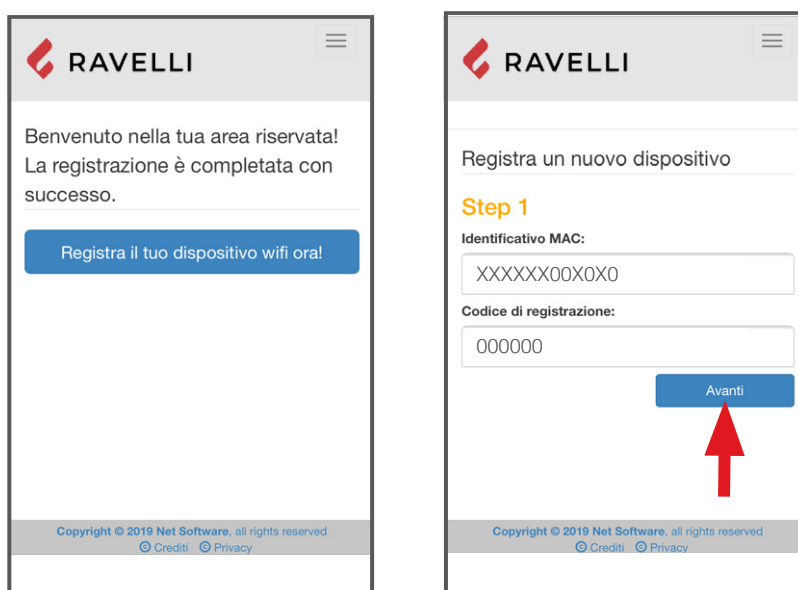 RAVELLI
Benvenuto nella tua area riservata!
La registrazione è completata con
successo.
Registra il tuo dispositivo wifi ora!
Copyright © 2019 Net Software, all rights reserved
© Crediti © Privacy
RAVELLI
Registra un nuovo dispositivo
Step 1
Identificativo MAC:
XXXXXX00X0X0
Codice di registrazione:
000000
Avanti
Copyright © 2019 Net Software, all rights reserved
© Crediti © Privacy